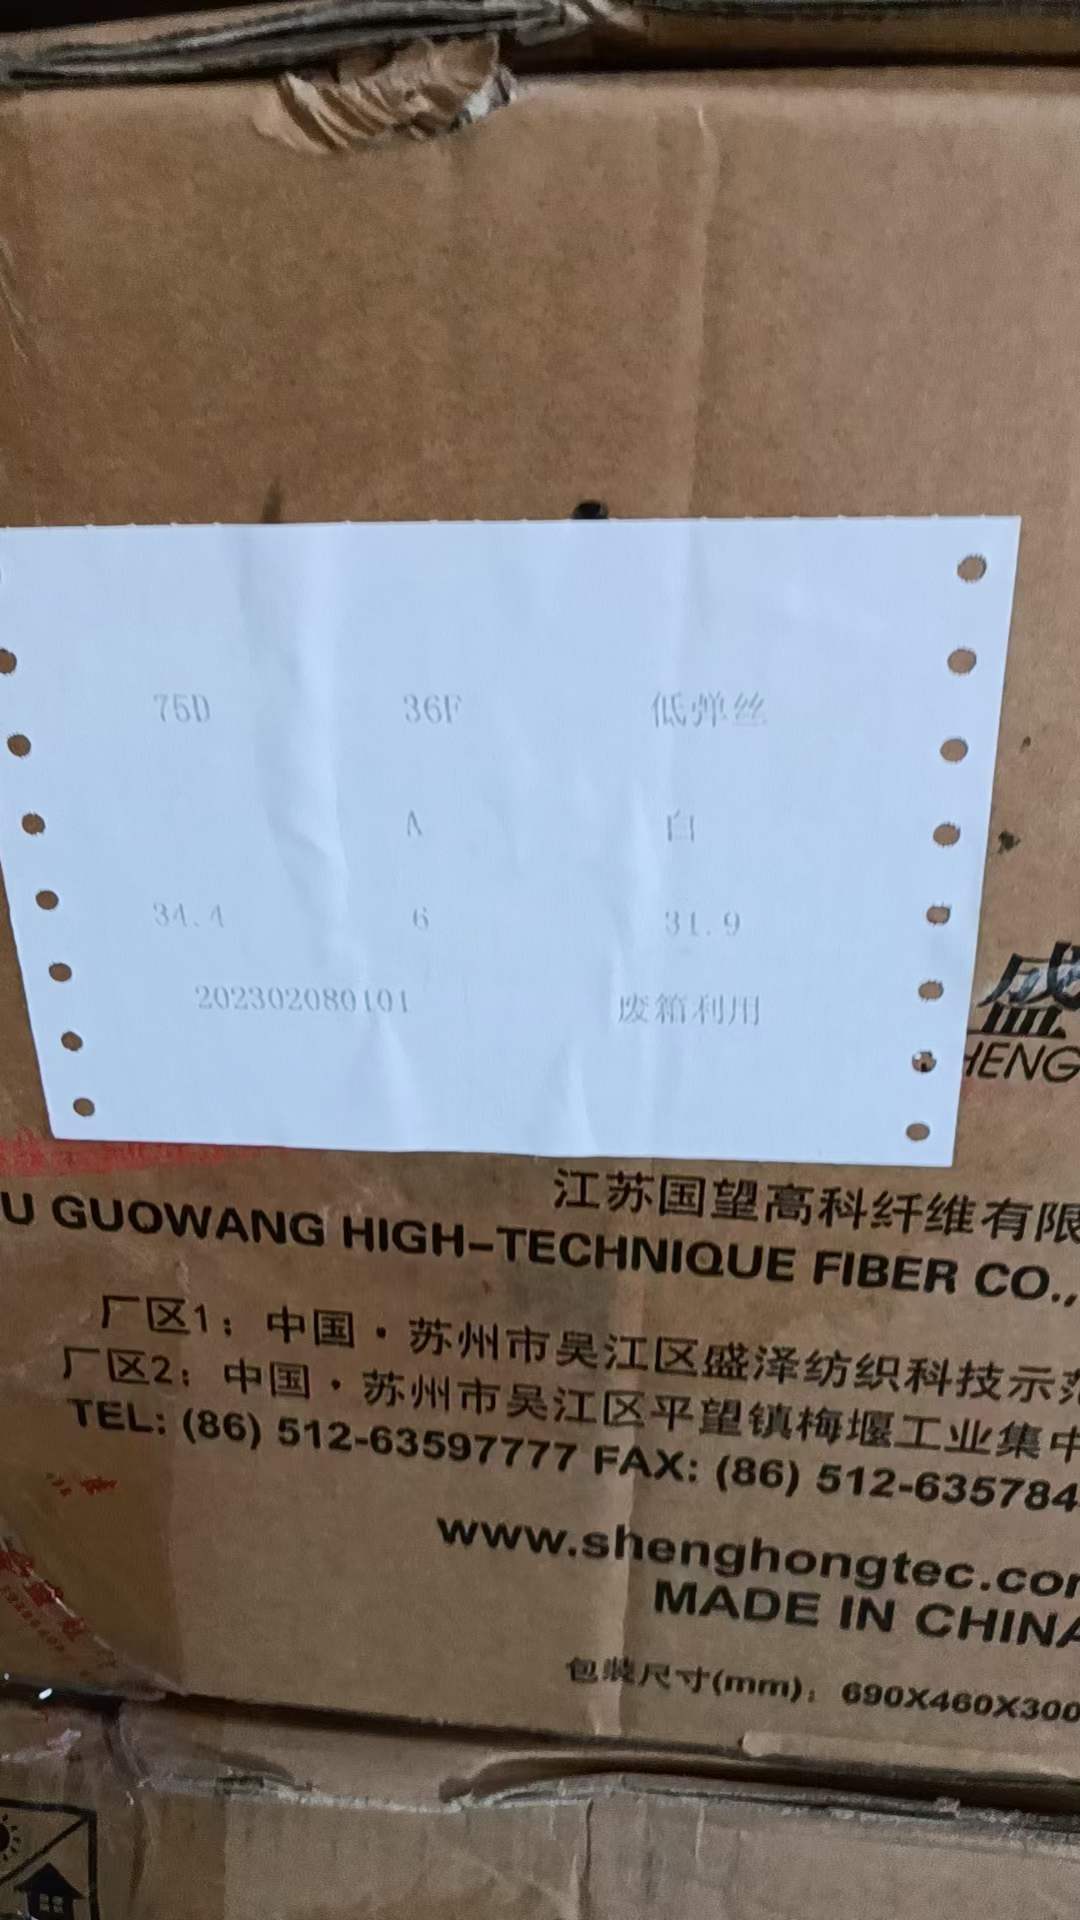 75D 36F 低弹丝
A 白
34.4 6 31.9
202302080101 废箱利用
盛
HENG
江苏国望高科纤维有限
U GUOWANG HIGH-TECHNIQUE FIBER CO.,
厂区1：中国·苏州市吴江区盛泽纺织科技示范
厂区2：中国·苏州市吴江区平望镇梅堰工业集中
TEL: (86) 512-63597777 FAX: (86) 512-635784
www.shenghongtec.com
MADE IN CHINA
包装尺寸(mm)：690X460X300